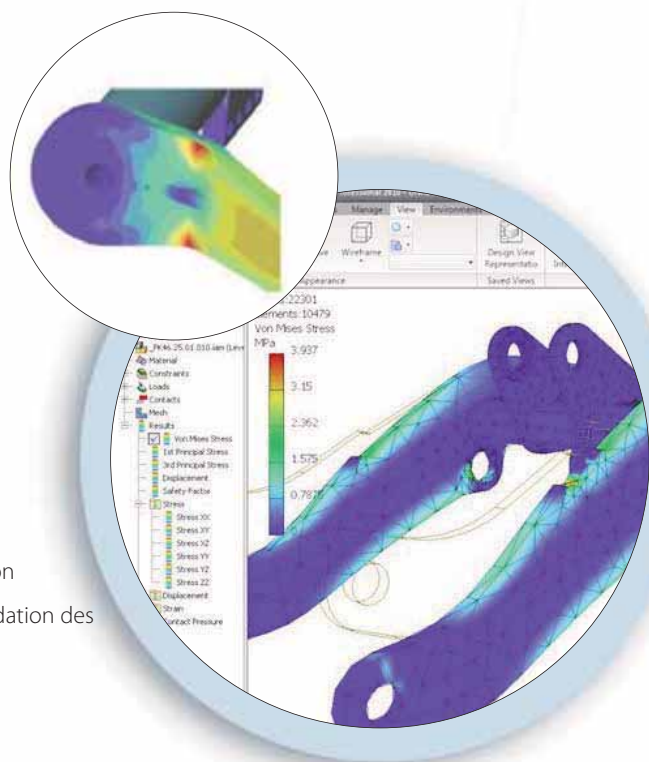 Manage View Environments
Wireframe
Design View
Representatio
Appearance
Saved Views
:22301
ements:10479
Von Mises Stress
MPa
3.937
3.15
2.362
1.575
Material
Constraints
Loads
Contacts
Mesh
Results
Von Mises Stress
1st Principal Stress
3rd Principal Stress
Displacement
Safety Factor
Stress
Stress XX
Stress XY
Stress XZ
Stress YY
Stress YZ
Stress ZZ
Displacement
Strain
Contact Pressure
on
dation des